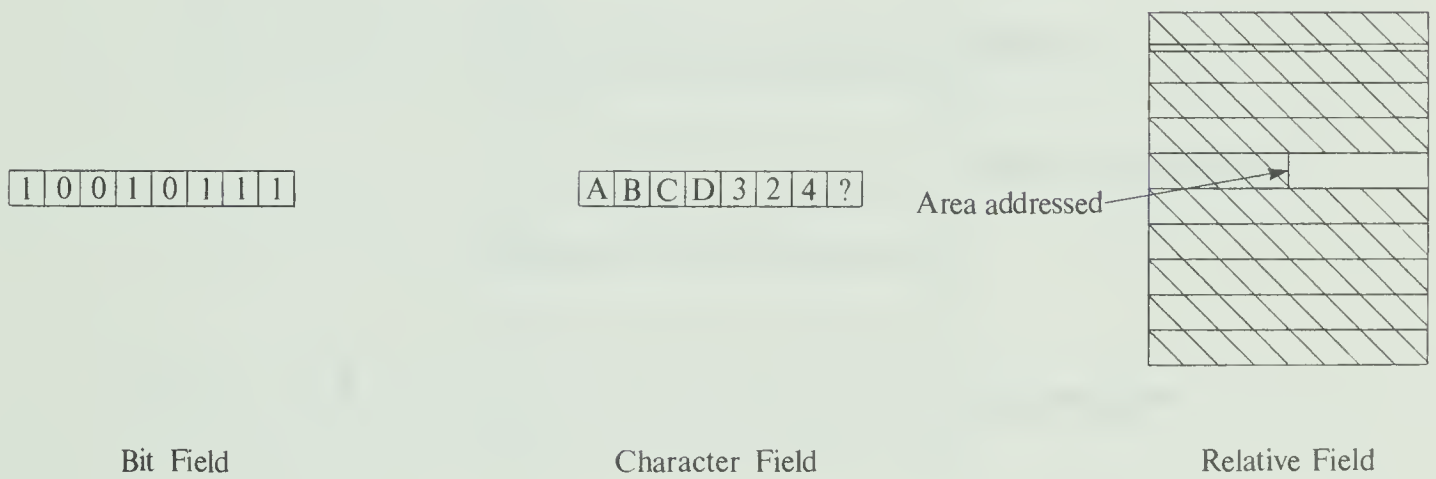 1 0 0 1 0 1 1 1
A B C D 3 2 4 ?
Area addressed
Bit Field
Character Field
Relative Field